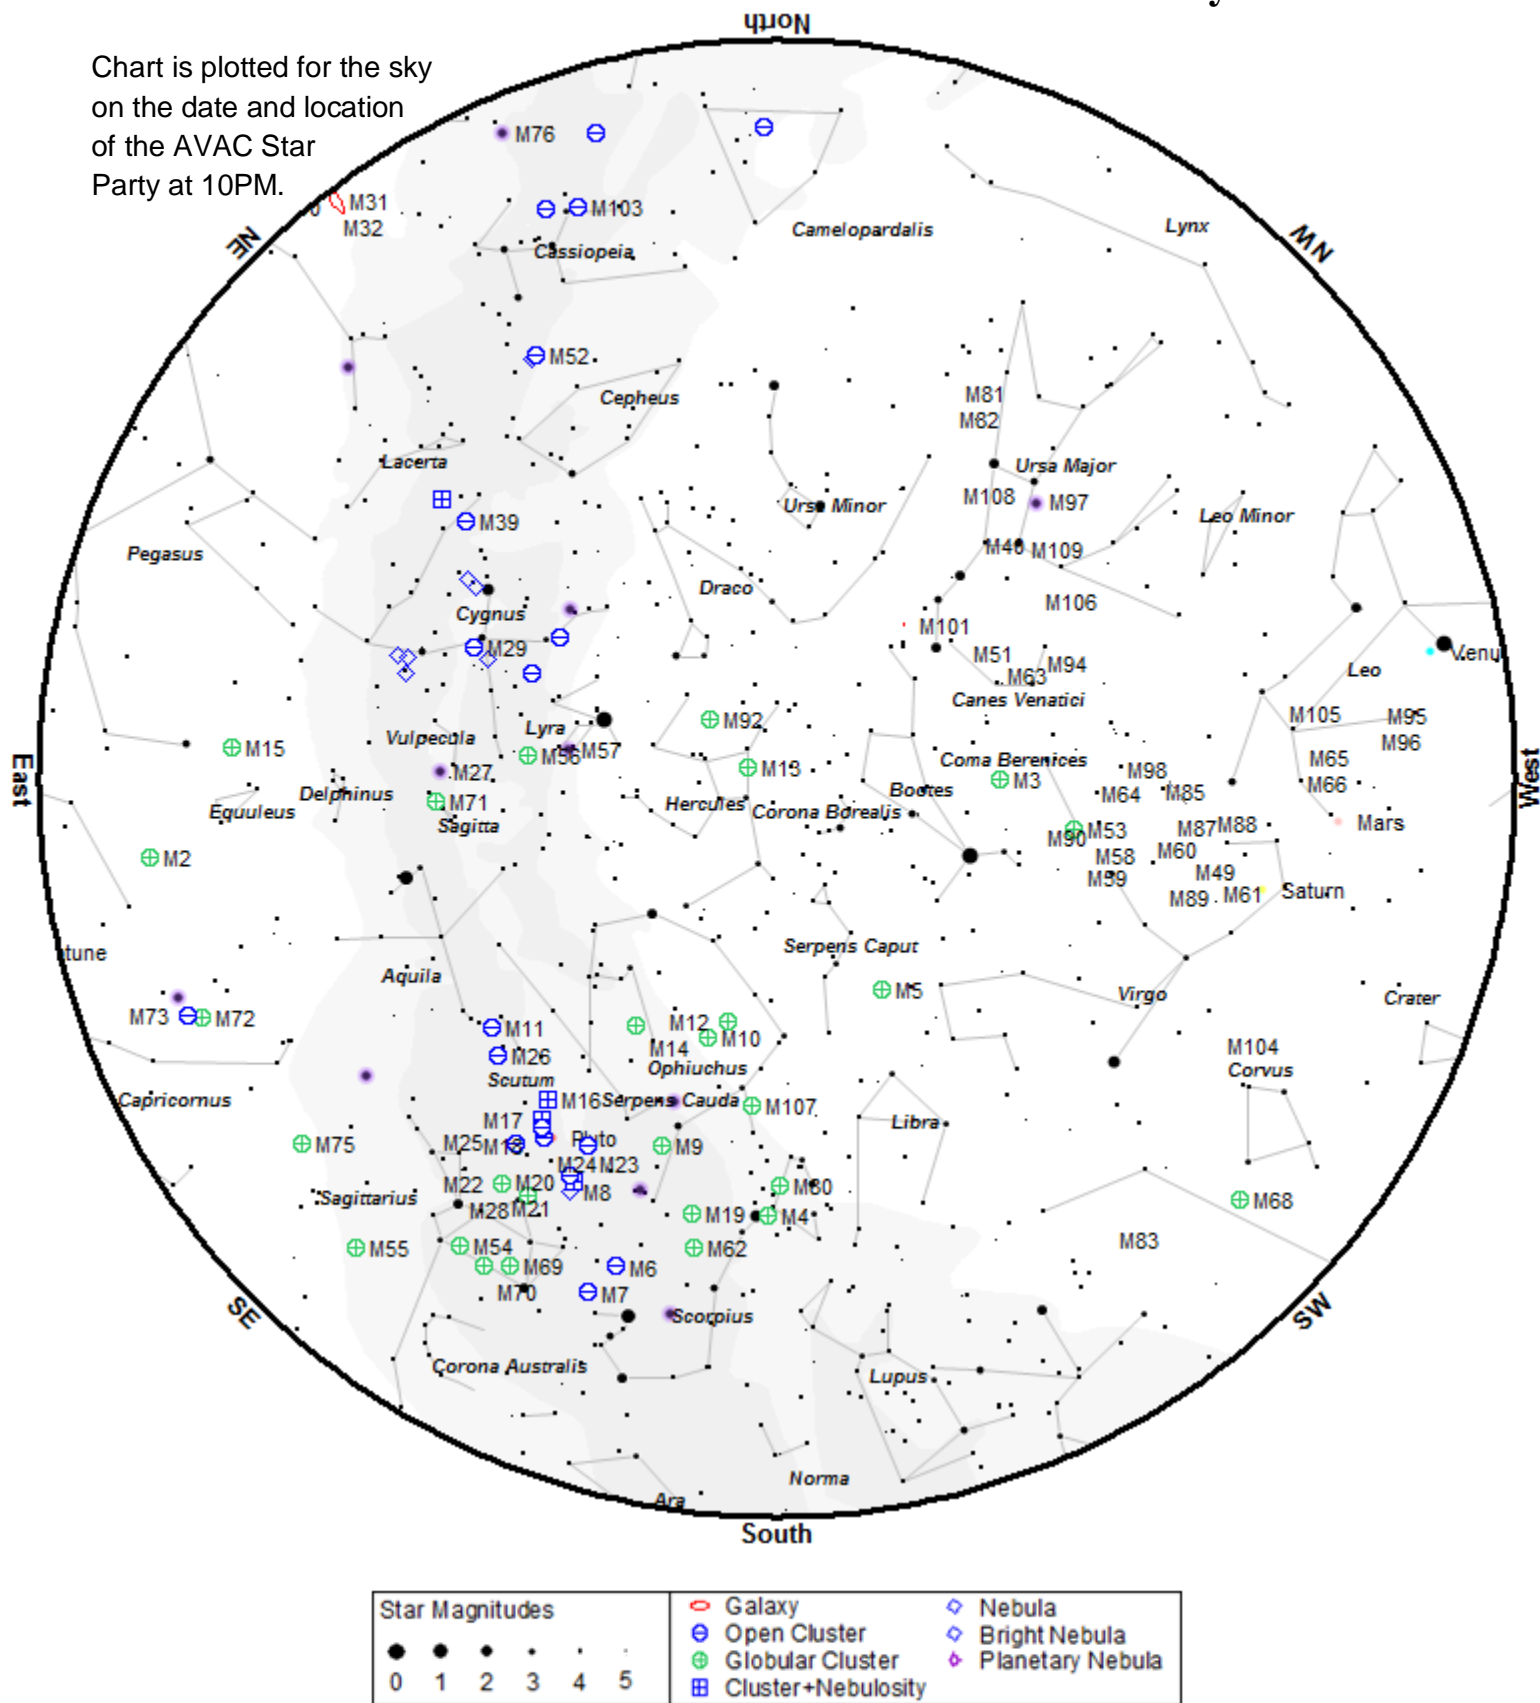 North
Chart is plotted for the sky
on the date and location
of the AVAC Star
Party at 10PM.
M76
M103
M31
M32
NE
Cassiopeia
Camelopardalis
Lynx
NW
M52
Cepheus
M81
M82
Lacerta
Ursa Major
M39
Ursa Minor
M108
M97
Leo Minor
Pegasus
M40
M109
Draco
Cygnus
M106
M29
M101
M51
M94
M63
Canes Venatici
Venu
Leo
M92
M105
M95
Lyra
Vulpecula
M56
M57
M96
M15
M27
M13
Coma Berenices
M3
M98
M65
M66
East
West
Delphinus
Equuleus
M71
Sagitta
Hercules
Corona Borealis
Bootes
M64
M85
M53
M90
M87
M88
Mars
M2
M58
M60
M59
M49
M89
M61
Saturn
tune
Aquila
Serpens Caput
M5
Virgo
Crater
M73
M72
M11
M12
M10
M26
M14
Ophiuchus
M104
Corvus
Scutum
Capricornus
M16
Serpens Cauda
M107
M17
Libra
M75
M25
M18
Pluto
M9
M24
M23
M22
M20
M8
M80
Sagittarius
M28
M21
M19
M4
M68
M55
M54
M62
M83
M69
M6
M70
M7
SE
Scorpius
SW
Corona Australis
Lupus
Norma
Ara
South
Star Magnitudes
0 1 2 3 4 5
Galaxy
Open Cluster
Globular Cluster
Cluster+Nebulosity
Nebula
Bright Nebula
Planetary Nebula